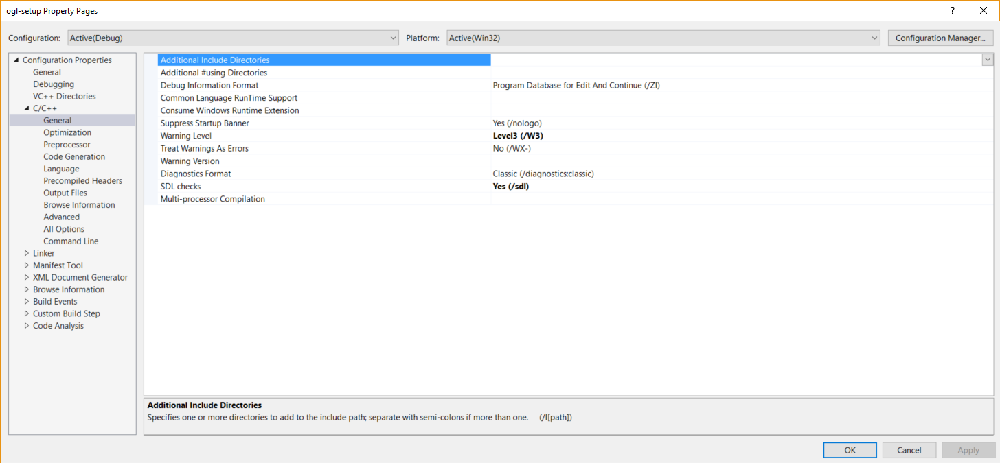 ogl-setup Property Pages
?
Configuration: Active(Debug) Platform: Active(Win32) Configuration Manager...
Configuration Properties
General
Debugging
VC++ Directories
C/C++
General
Optimization
Preprocessor
Code Generation
Language
Precompiled Headers
Output Files
Browse Information
Advanced
All Options
Command Line
Linker
Manifest Tool
XML Document Generator
Browse Information
Build Events
Custom Build Step
Code Analysis
Additional Include Directories
Additional #using Directories
Debug Information Format Program Database for Edit And Continue (/ZI)
Common Language RunTime Support
Consume Windows Runtime Extension
Suppress Startup Banner Yes (/nologo)
Warning Level Level3 (/W3)
Treat Warnings As Errors No (/WX-)
Warning Version
Diagnostics Format Classic (/diagnostics:classic)
SDL checks Yes (/sdl)
Multi-processor Compilation
Additional Include Directories
Specifies one or more directories to add to the include path; separate with semi-colons if more than one. (/I[path])
OK Cancel Apply